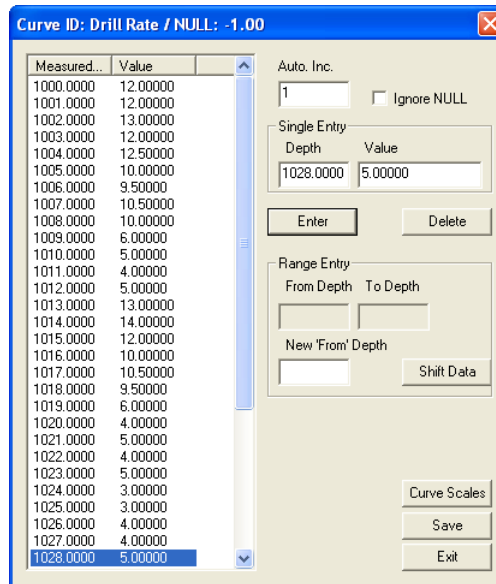 Curve ID: Drill Rate / NULL: -1.00
Measured... Value
1000.0000 12.00000
1001.0000 12.00000
1002.0000 13.00000
1003.0000 12.00000
1004.0000 12.50000
1005.0000 10.00000
1006.0000 9.50000
1007.0000 10.50000
1008.0000 10.00000
1009.0000 6.00000
1010.0000 5.00000
1011.0000 4.00000
1012.0000 5.00000
1013.0000 13.00000
1014.0000 14.00000
1015.0000 12.00000
1016.0000 10.00000
1017.0000 10.50000
1018.0000 9.50000
1019.0000 6.00000
1020.0000 4.00000
1021.0000 5.00000
1022.0000 4.00000
1023.0000 5.00000
1024.0000 3.00000
1025.0000 3.00000
1026.0000 4.00000
1027.0000 4.00000
1028.0000 5.00000
Auto. Inc.
1
Ignore NULL
Single Entry
Depth Value
1028.0000 5.00000
Enter Delete
Range Entry
From Depth To Depth
New 'From' Depth
Shift Data
Curve Scales
Save
Exit